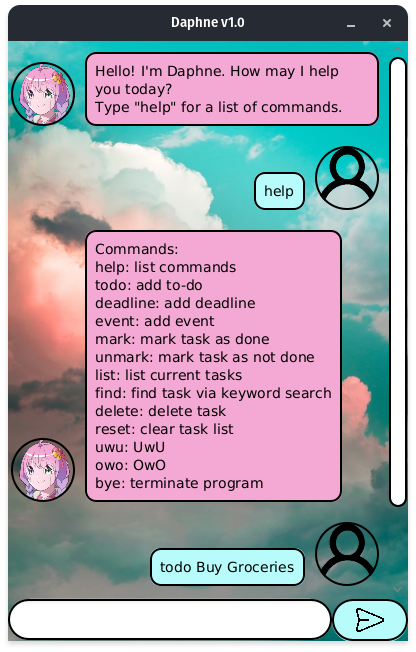 Daphne v1.0
Hello! I'm Daphne. How may I help
you today?
Type "help" for a list of commands.
help
Commands:
help: list commands
todo: add to-do
deadline: add deadline
event: add event
mark: mark task as done
unmark: mark task as not done
list: list current tasks
find: find task via keyword search
delete: delete task
reset: clear task list
uwu: UwU
owo: OwO
bye: terminate program
todo Buy Groceries